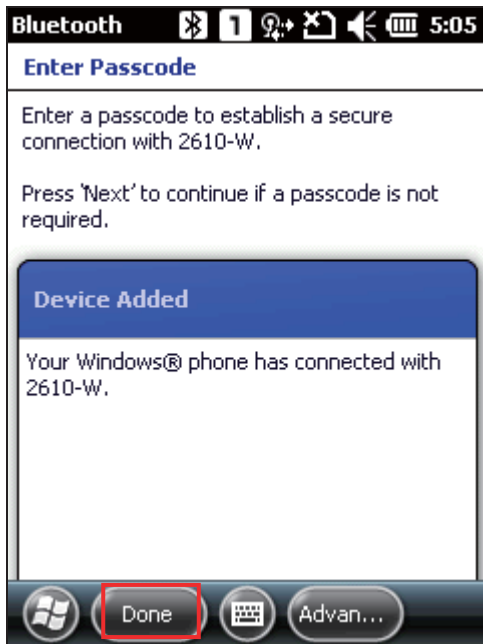 Bluetooth 1 5:05
Enter Passcode
Enter a passcode to establish a secure
connection with 2610-W.
Press 'Next' to continue if a passcode is not
required.
Device Added
Your Windows® phone has connected with
2610-W.
Done Advan...